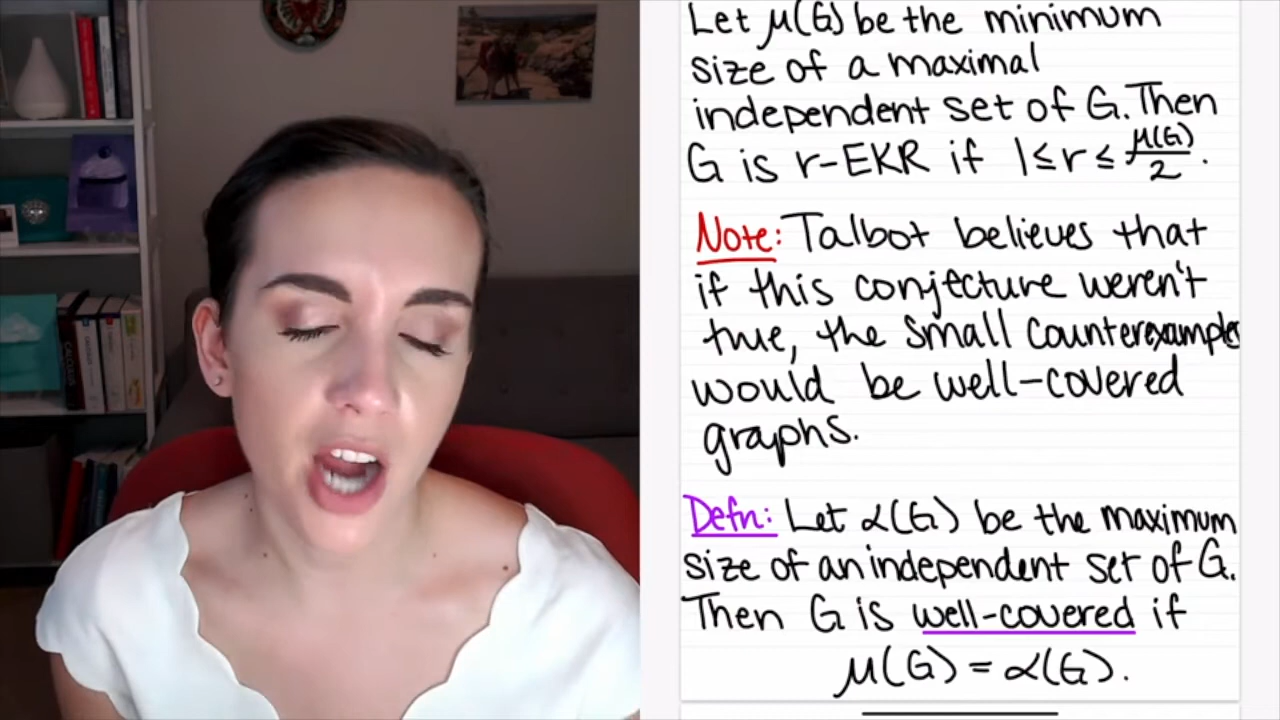 Let μ(G) be the minimum
size of a maximal
independent set of G. Then
G is r-EKR if 1≤r≤ μ(G)/2.
Note: Talbot believes that
if this conjecture weren't
true, the small counterexamples
would be well-covered
graphs.
Defn: Let α(G) be the maximum
size of an independent set of G.
Then G is well-covered if
μ(G) = α(G).
CALCULUS